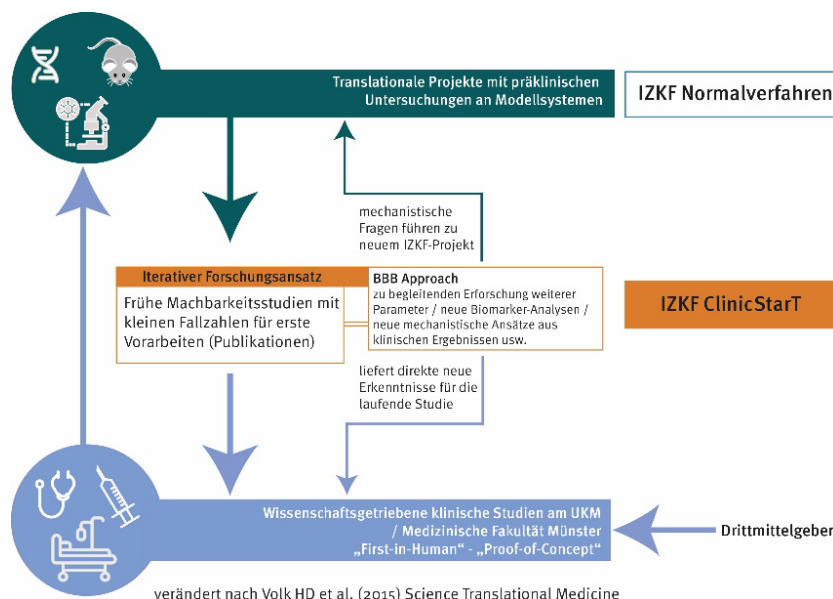 Translationale Projekte mit präklinischen
Untersuchungen an Modellsystemen
IZKF Normalverfahren
mechanistische
Fragen führen zu
neuem IZKF-Projekt
Iterativer Forschungsansatz
Frühe Machbarkeitsstudien mit
kleinen Fallzahlen für erste
Vorarbeiten (Publikationen)
BBB Approach
zu begleitenden Erforschung weiterer
Parameter / neue Biomarker-Analysen /
neue mechanistische Ansätze aus
klinischen Ergebnissen usw.
IZKF ClinicStarT
liefert direkte neue
Erkenntnisse für die
laufende Studie
Wissenschaftsgetriebene klinische Studien am UKM
/ Medizinische Fakultät Münster
„First-in-Human“ - „Proof-of-Concept“
Drittmittelgeber
verändert nach Volk HD et al. (2015) Science Translational Medicine